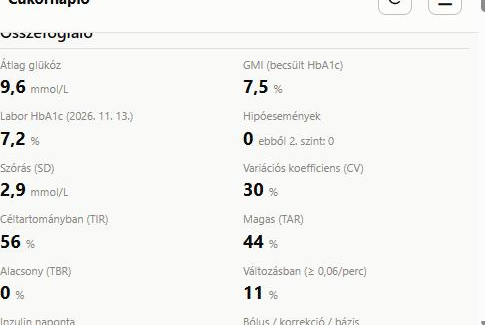 Cukornapló
Összefoglaló
Átlag glükóz
9,6 mmol/L
GMI (becsült HbA1c)
7,5 %
Labor HbA1c (2026. 11. 13.)
7,2 %
Hipóesemények
0 ebből 2. szint: 0
Szórás (SD)
2,9 mmol/L
Variációs koefficiens (CV)
30 %
Céltartományban (TIR)
56 %
Magas (TAR)
44 %
Alacsony (TBR)
0 %
Változásban (≥ 0,06/perc)
11 %
Inzulin naponta
Bólus / korrekció / bázis